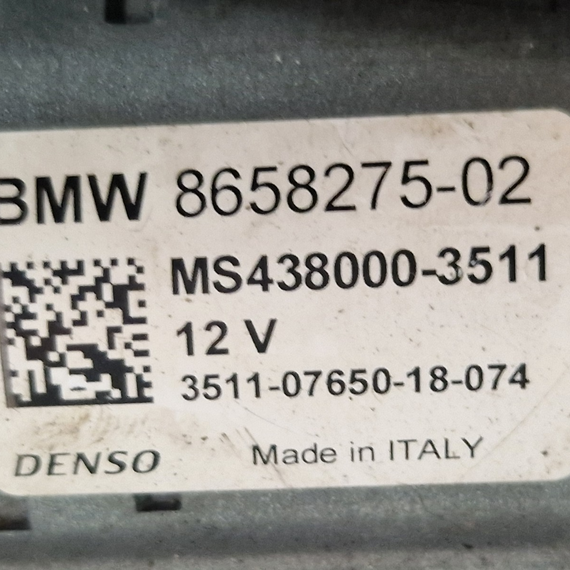 BMW 8658275-02
MS438000-3511
12 V
3511-07650-18-074
DENSO Made in ITALY